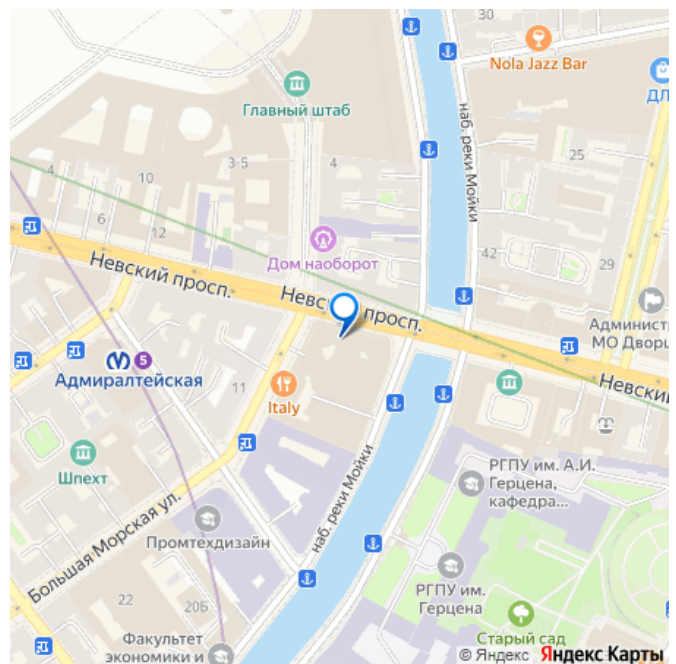 30
Nola Jazz Bar
ДЛ
Главный штаб
наб. реки Мойки
4
10
3-5
4
25
6
12
Дом наоборот
42
29
Невский просп.
Невский просп.
Админист
МО Дворц
5
Адмиралтейская
11
Italy
Невский
Шпехт
наб. реки Мойки
РГПУ им. А.И.
Герцена,
кафедра...
Большая Морская ул.
Промтехдизайн
РГПУ им.
Герцена
22
20Б
Старый сад
Факультет
экономики и
© Яндекс Яндекс Карты